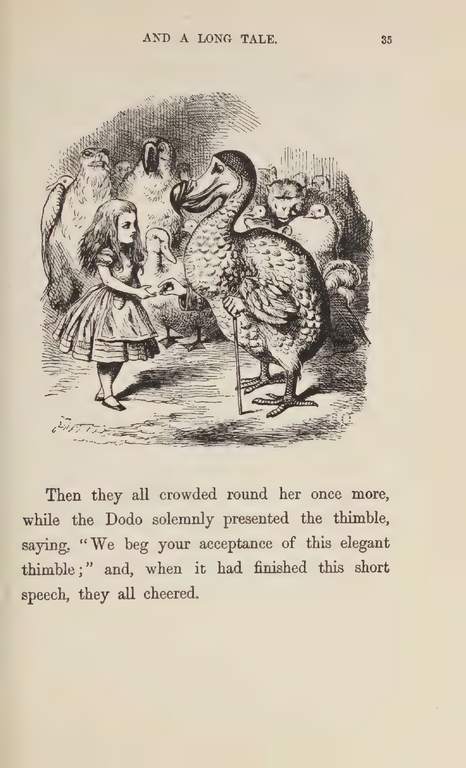 AND A LONG TALE. 35
Then they all crowded round her once more,
while the Dodo solemnly presented the thimble,
saying, “We beg your acceptance of this elegant
thimble;” and, when it had finished this short
speech, they all cheered.